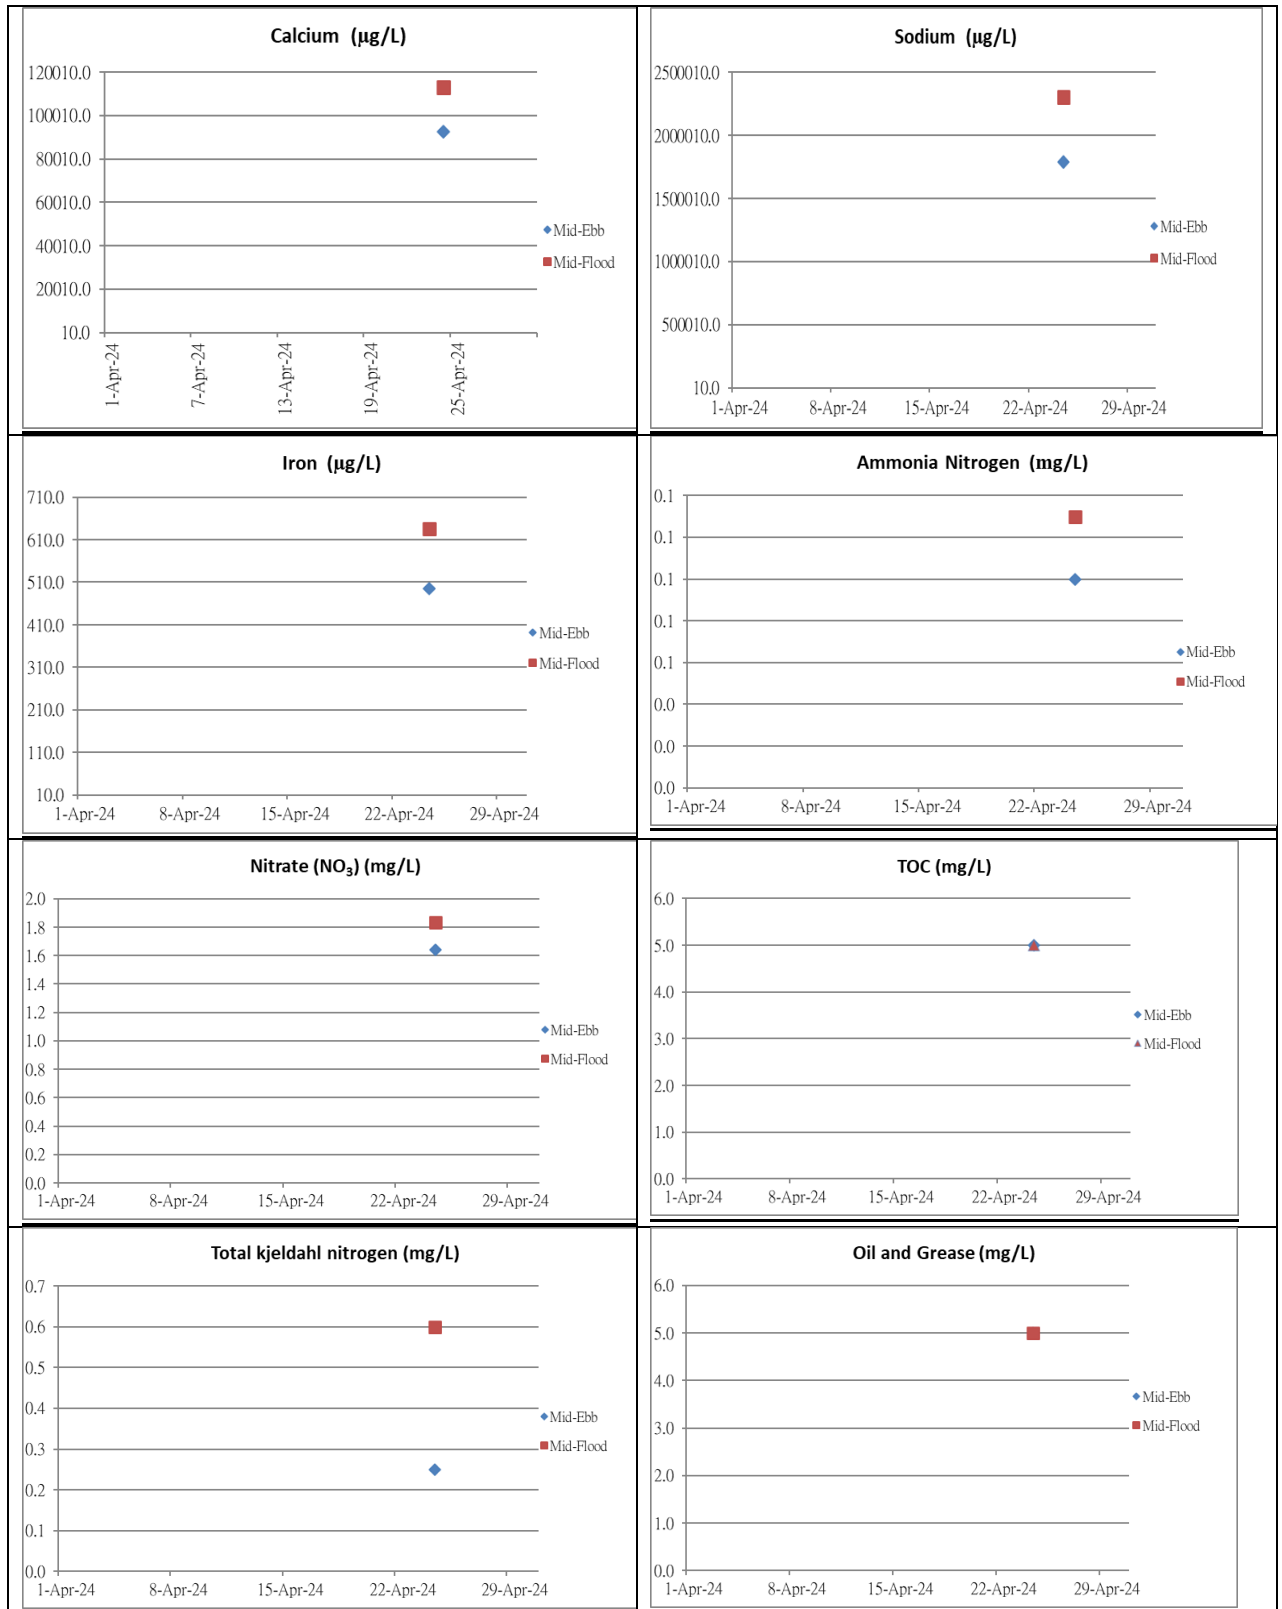 Calcium (µg/L)
120010.0
100010.0
80010.0
60010.0
40010.0
20010.0
10.0
1-Apr-24
7-Apr-24
13-Apr-24
19-Apr-24
25-Apr-24
Mid-Ebb
Mid-Flood
Sodium (µg/L)
2500010.0
2000010.0
1500010.0
1000010.0
500010.0
10.0
1-Apr-24 8-Apr-24 15-Apr-24 22-Apr-24 29-Apr-24
Mid-Ebb
Mid-Flood
Iron (µg/L)
710.0
610.0
510.0
410.0
310.0
210.0
110.0
10.0
1-Apr-24 8-Apr-24 15-Apr-24 22-Apr-24 29-Apr-24
Mid-Ebb
Mid-Flood
Ammonia Nitrogen (mg/L)
0.1
0.1
0.1
0.1
0.1
0.0
0.0
0.0
1-Apr-24 8-Apr-24 15-Apr-24 22-Apr-24 29-Apr-24
Mid-Ebb
Mid-Flood
Nitrate (NO₃) (mg/L)
2.0
1.8
1.6
1.4
1.2
1.0
0.8
0.6
0.4
0.2
0.0
1-Apr-24 8-Apr-24 15-Apr-24 22-Apr-24 29-Apr-24
Mid-Ebb
Mid-Flood
TOC (mg/L)
6.0
5.0
4.0
3.0
2.0
1.0
0.0
1-Apr-24 8-Apr-24 15-Apr-24 22-Apr-24 29-Apr-24
Mid-Ebb
Mid-Flood
Total kjeldahl nitrogen (mg/L)
0.7
0.6
0.5
0.4
0.3
0.2
0.1
0.0
1-Apr-24 8-Apr-24 15-Apr-24 22-Apr-24 29-Apr-24
Mid-Ebb
Mid-Flood
Oil and Grease (mg/L)
6.0
5.0
4.0
3.0
2.0
1.0
0.0
1-Apr-24 8-Apr-24 15-Apr-24 22-Apr-24 29-Apr-24
Mid-Ebb
Mid-Flood